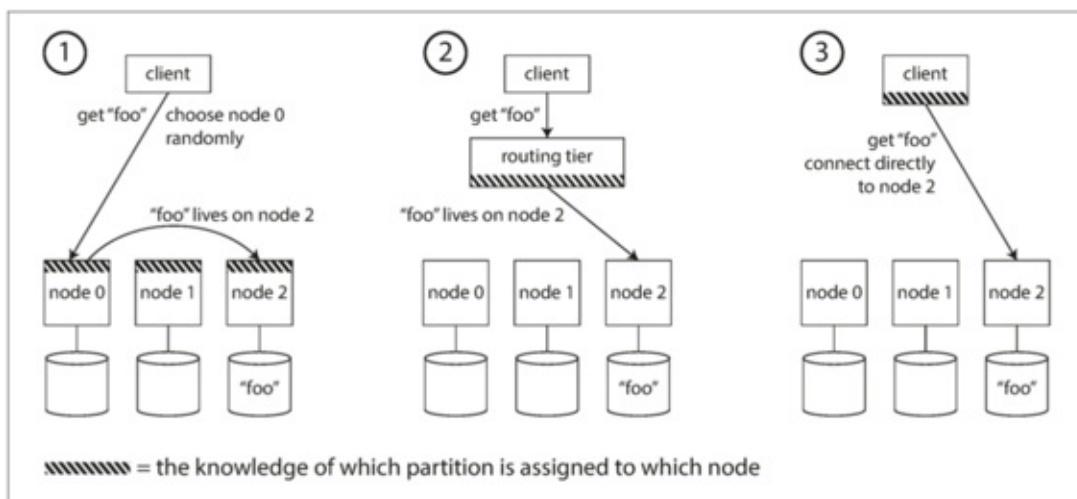 1
client
get "foo"
choose node 0
randomly
"foo" lives on node 2
node 0
node 1
node 2
"foo"
2
client
get "foo"
routing tier
"foo" lives on node 2
node 0
node 1
node 2
"foo"
3
client
get "foo"
connect directly
to node 2
node 0
node 1
node 2
"foo"
= the knowledge of which partition is assigned to which node